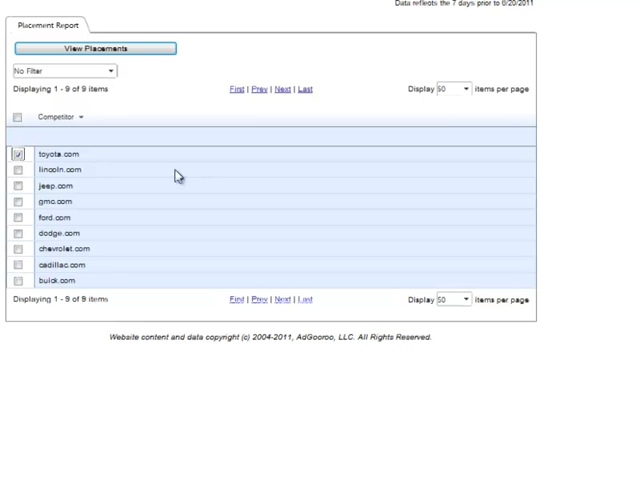 Data reflects the 7 days prior to 6/20/2011
Placement Report
View Placements
No Filter
Displaying 1 - 9 of 9 items First | Prev | Next | Last Display 50 items per page
Competitor
toyota.com
lincoln.com
jeep.com
gmc.com
ford.com
dodge.com
chevrolet.com
cadillac.com
buick.com
Displaying 1 - 9 of 9 items First | Prev | Next | Last Display 50 items per page
Website content and data copyright (c) 2004-2011, AdGooroo, LLC. All Rights Reserved.